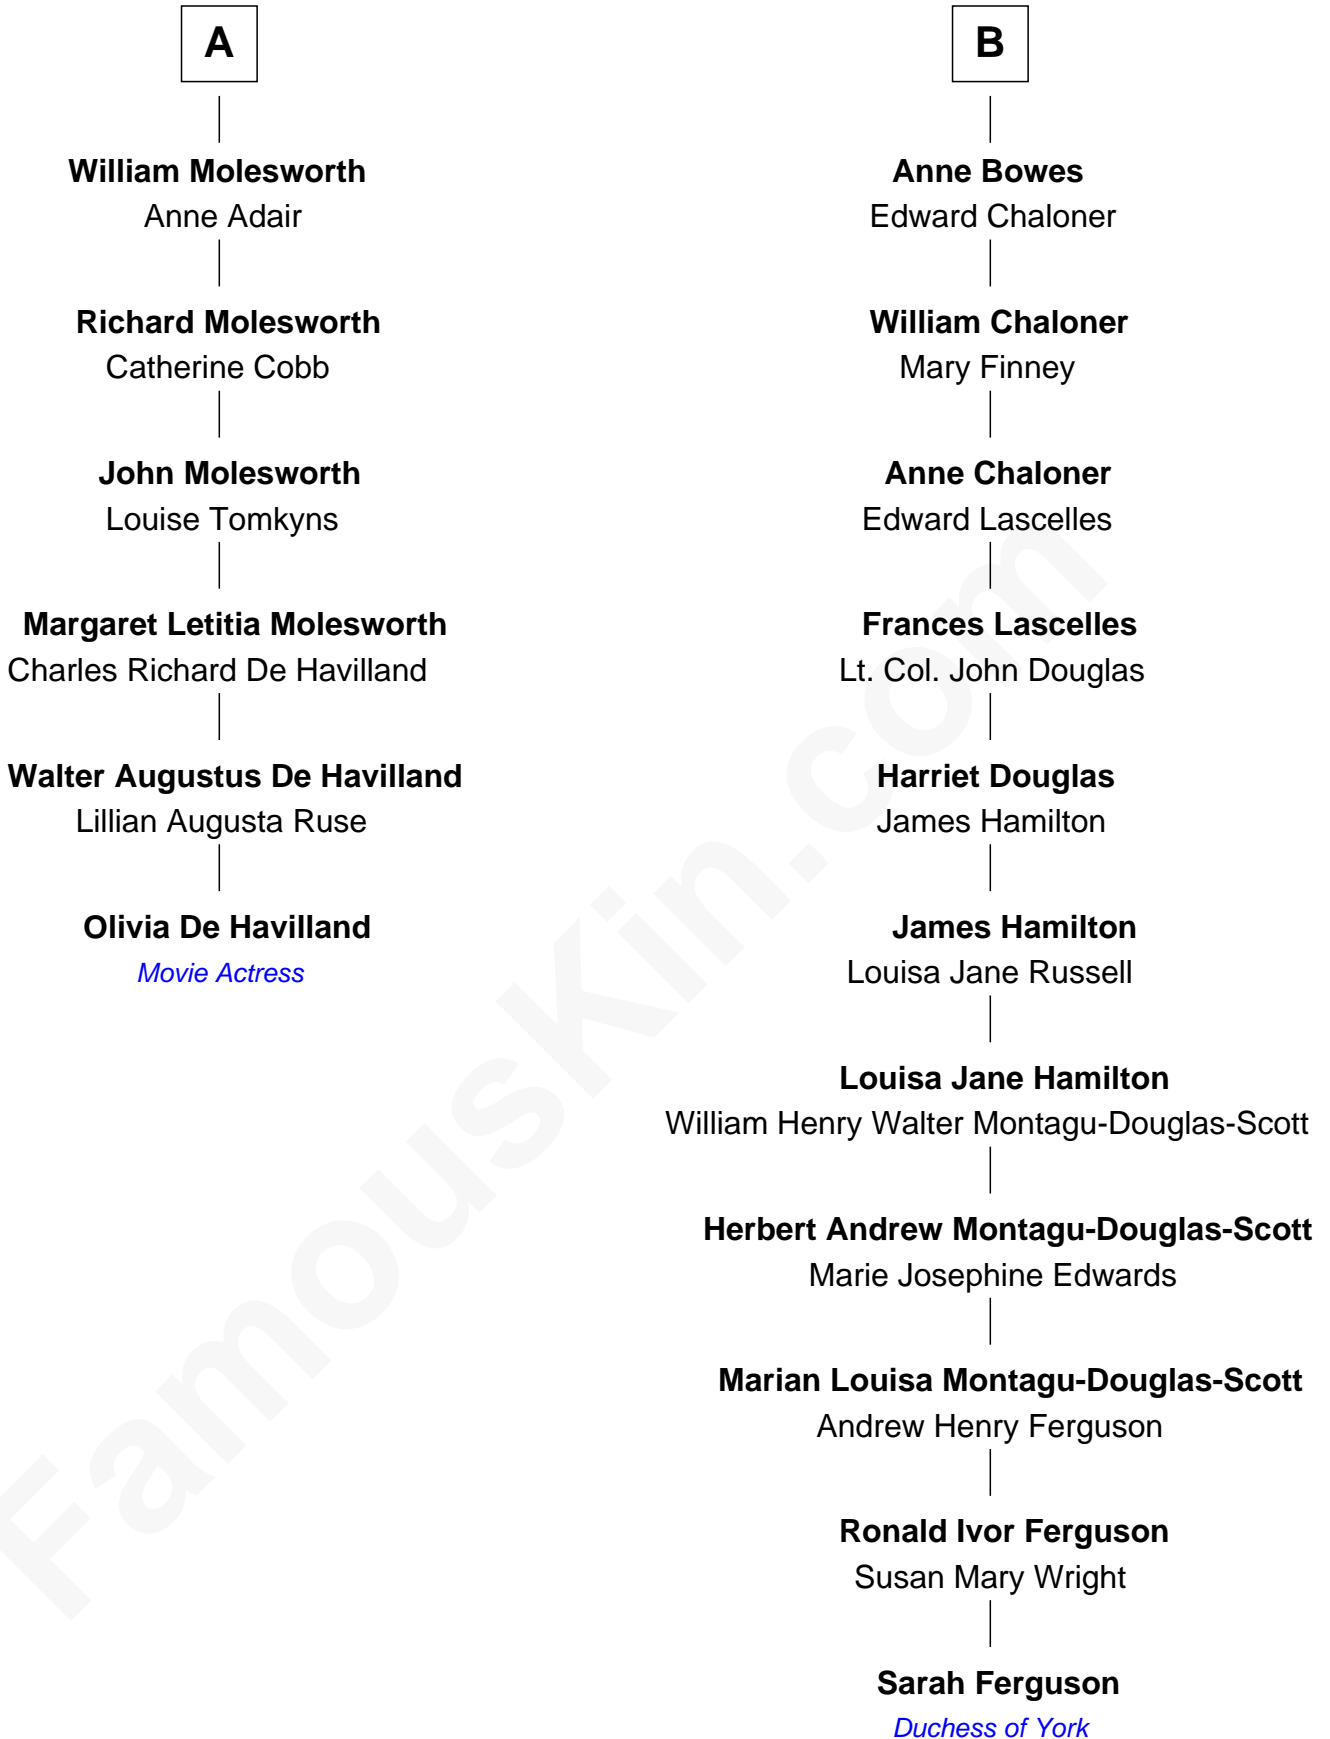 A
William Molesworth
Anne Adair
Richard Molesworth
Catherine Cobb
John Molesworth
Louise Tomkyns
Margaret Letitia Molesworth
Charles Richard De Havilland
Walter Augustus De Havilland
Lillian Augusta Ruse
Olivia De Havilland
Movie Actress
B
Anne Bowes
Edward Chaloner
William Chaloner
Mary Finney
Anne Chaloner
Edward Lascelles
Frances Lascelles
Lt. Col. John Douglas
Harriet Douglas
James Hamilton
James Hamilton
Louisa Jane Russell
Louisa Jane Hamilton
William Henry Walter Montagu-Douglas-Scott
Herbert Andrew Montagu-Douglas-Scott
Marie Josephine Edwards
Marian Louisa Montagu-Douglas-Scott
Andrew Henry Ferguson
Ronald Ivor Ferguson
Susan Mary Wright
Sarah Ferguson
Duchess of York
FamousKin.com